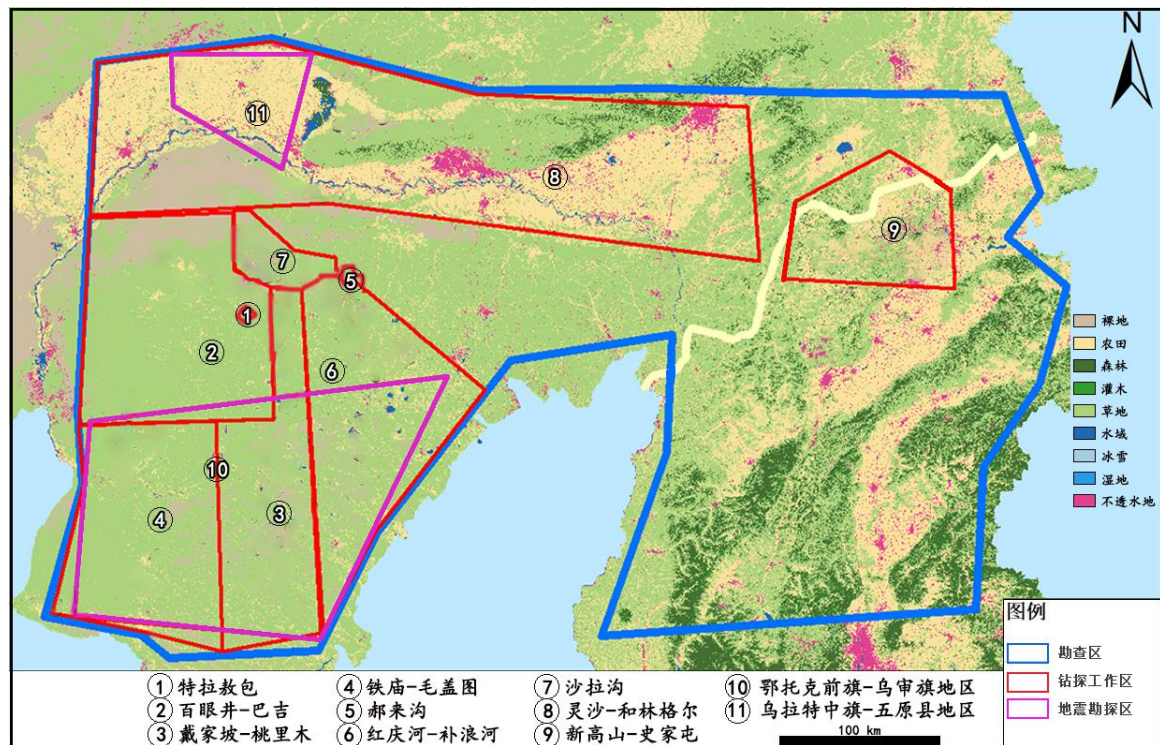 N
11
8
9
7
5
1
2
6
10
4
3
裸地
农田
森林
灌木
草地
水域
冰雪
湿地
不透水地
图例
勘查区
钻探工作区
地震勘探区
① 特拉敖包
② 百眼井-巴吉
③ 戴家坡-桃里木
④ 铁庙-毛盖图
⑤ 郝来沟
⑥ 红庆河-补浪河
⑦ 沙拉沟
⑧ 灵沙-和林格尔
⑨ 新高山-史家屯
⑩ 鄂托克前旗-乌审旗地区
⑪ 乌拉特中旗-五原县地区
100 km